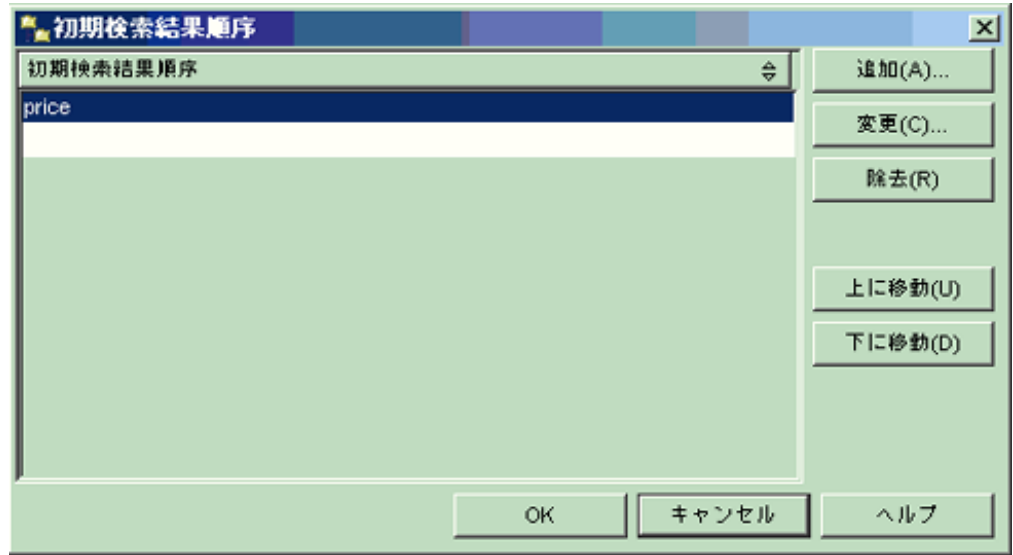 初期検索結果順序
初期検索結果順序
price
追加(A)...
変更(C)...
除去(R)
上に移動(U)
下に移動(D)
OK
キャンセル
ヘルプ